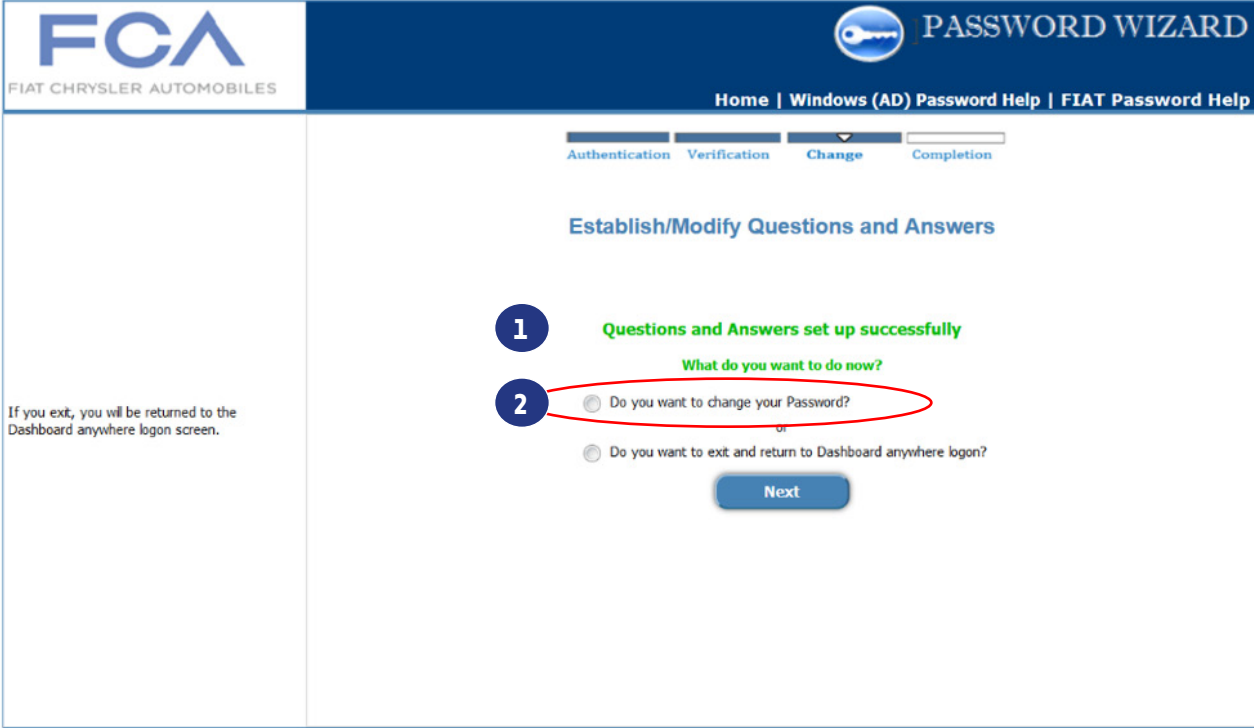 FCA
FIAT CHRYSLER AUTOMOBILES
PASSWORD WIZARD
Home | Windows (AD) Password Help | FIAT Password Help
Authentication Verification Change Completion
Establish/Modify Questions and Answers
1
Questions and Answers set up successfully
What do you want to do now?
2
Do you want to change your Password?
or
Do you want to exit and return to Dashboard anywhere logon?
Next
If you exit, you will be returned to the
Dashboard anywhere logon screen.